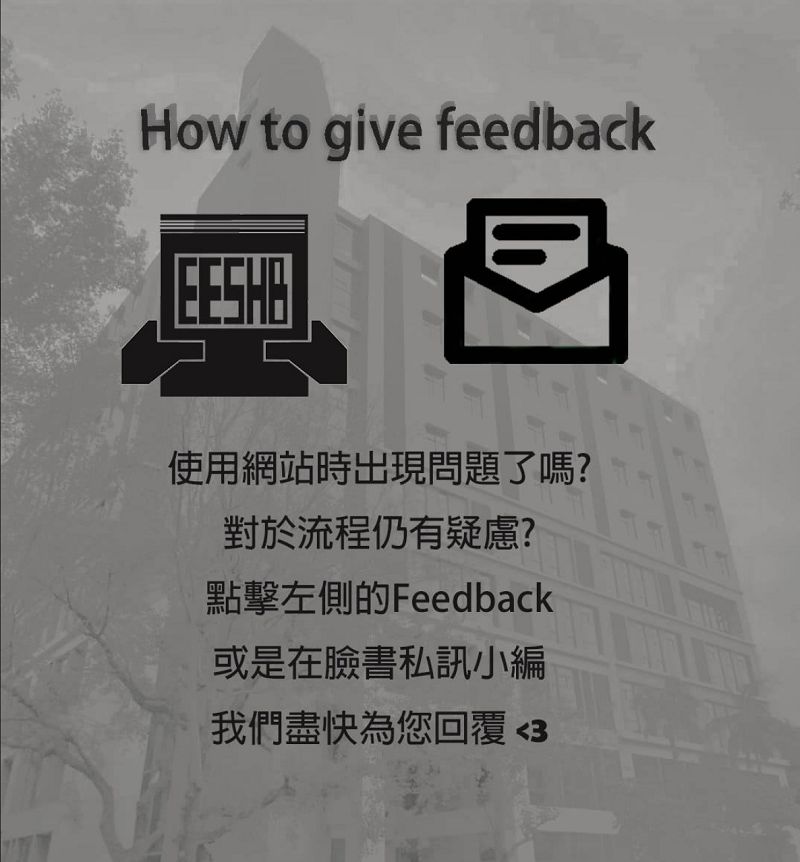 How to give feedback
EESHB
使用網站時出現問題了嗎?
對於流程仍有疑慮?
點擊左側的Feedback
或是在臉書私訊小編
我們盡快為您回覆 <3